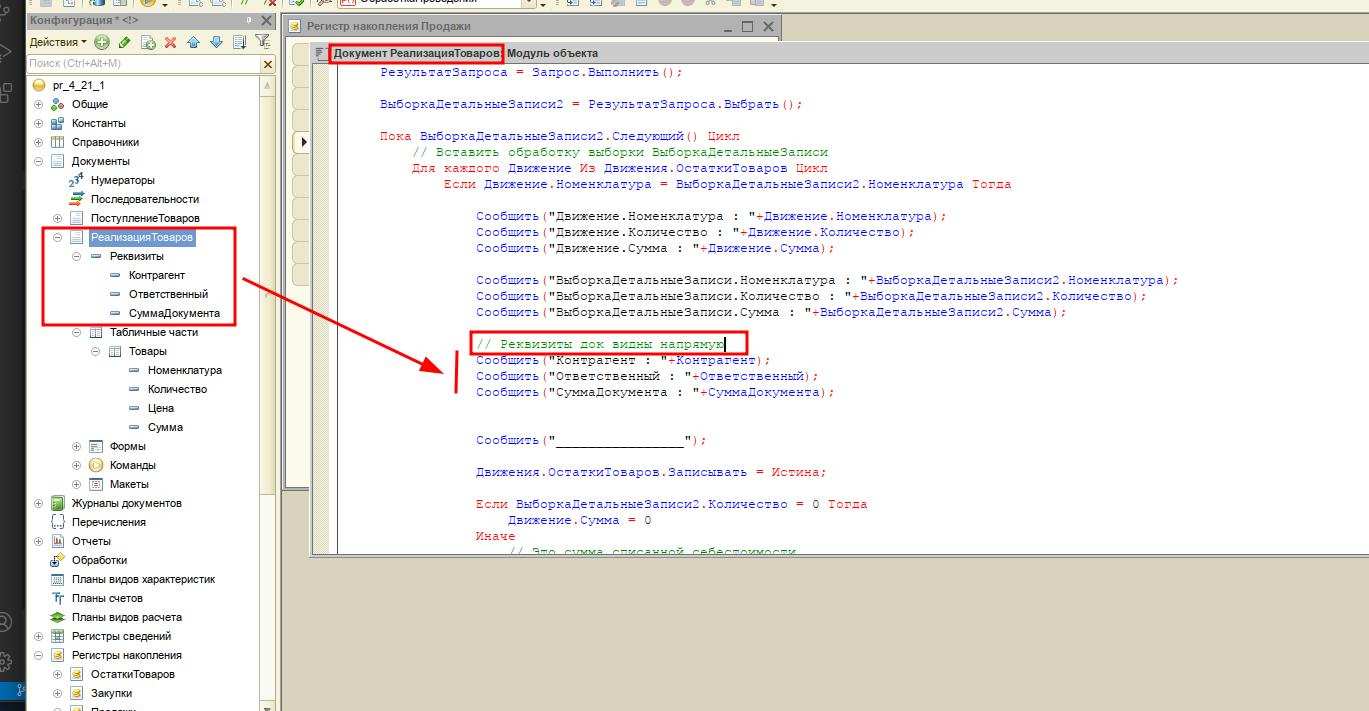 Конфигурация * <!>
Действия
Поиск (Ctrl+Alt+M)
pr_4_21_1
Общие
Константы
Справочники
Документы
Нумераторы
Последовательности
ПоступлениеТоваров
РеализацияТоваров
Реквизиты
Контрагент
Ответственный
СуммаДокумента
Табличные части
Товары
Номенклатура
Количество
Цена
Сумма
Формы
Команды
Макеты
Журналы документов
Перечисления
Отчеты
Обработки
Планы видов характеристик
Планы счетов
Планы видов расчета
Регистры сведений
Регистры накопления
ОстаткиТоваров
Закупки
Регистр накопления Продажи
Документ РеализацияТоваров: Модуль объекта
РезультатЗапроса = Запрос.Выполнить();
ВыборкаДетальныеЗаписи2 = РезультатЗапроса.Выбрать();
Пока ВыборкаДетальныеЗаписи2.Следующий() Цикл
// Вставить обработку выборки ВыборкаДетальныеЗаписи
Для каждого Движение Из Движения.ОстаткиТоваров Цикл
Если Движение.Номенклатура = ВыборкаДетальныеЗаписи2.Номенклатура Тогда
Сообщить("Движение.Номенклатура : "+Движение.Номенклатура);
Сообщить("Движение.Количество : "+Движение.Количество);
Сообщить("Движение.Сумма : "+Движение.Сумма);
Сообщить("ВыборкаДетальныеЗаписи.Номенклатура : "+ВыборкаДетальныеЗаписи2.Номенклатура);
Сообщить("ВыборкаДетальныеЗаписи.Количество : "+ВыборкаДетальныеЗаписи2.Количество);
Сообщить("ВыборкаДетальныеЗаписи.Сумма : "+ВыборкаДетальныеЗаписи2.Сумма);
// Реквизиты док видны напрямую
Сообщить("Контрагент : "+Контрагент);
Сообщить("Ответственный : "+Ответственный);
Сообщить("СуммаДокумента : "+СуммаДокумента);
Сообщить("________________");
Движения.ОстаткиТоваров.Записывать = Истина;
Если ВыборкаДетальныеЗаписи2.Количество = 0 Тогда
Движение.Сумма = 0
Иначе
// Это сумма списанной себестоимости